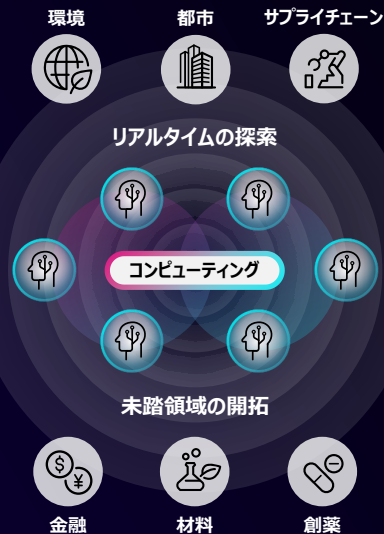 環境 都市 サプライチェーン
リアルタイムの探索
コンピューティング
未踏領域の開拓
$ ¥
金融 材料 創薬